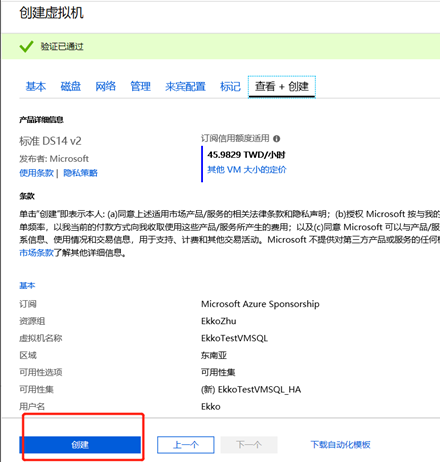 创建虚拟机
验证已通过
基本 磁盘 网络 管理 来宾配置 标记 查看 + 创建
产品详细信息
标准 DS14 v2
发布者: Microsoft
使用条款 | 隐私策略
订阅信用额度适用
45.9829 TWD/小时
其他 VM 大小的定价
条款
单击“创建”即表示本人: (a)同意上述适用市场产品/服务的相关法律条款和隐私声明；(b)授权 Microsoft 按与我的
单频率，以我当前的付款方式向我收取使用这些产品/服务所产生的费用；以及(c)同意 Microsoft 可以与产品/服
系信息、使用情况和交易信息，用于支持、计费和其他交易活动。Microsoft 不提供对第三方产品或服务的任何
市场条款了解其他详细信息。
基本
订阅 Microsoft Azure Sponsorship
资源组 EkkoZhu
虚拟机名称 EkkoTestVMSQL
区域 东南亚
可用性选项 可用性集
可用性集 (新) EkkoTestVMSQL_HA
用户名 Ekko
创建 上一个 下一个 下载自动化模板